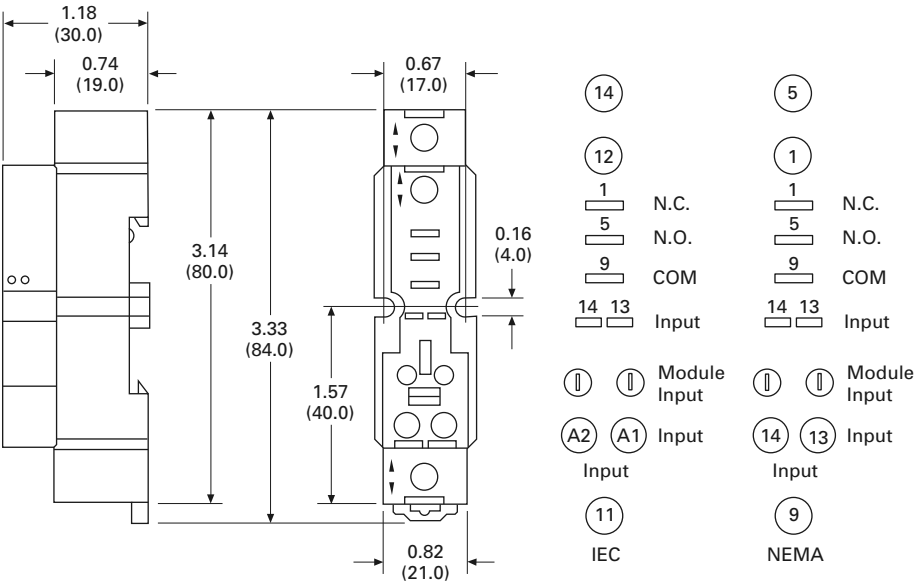 1.18
(30.0)
0.74
(19.0)
0.67
(17.0)
3.14
(80.0)
3.33
(84.0)
0.16
(4.0)
1.57
(40.0)
0.82
(21.0)
14
12
1
N.C.
5
N.O.
9
COM
14 13
Input
Module
Input
A2 A1 Input
Input
11
IEC
5
1
1
N.C.
5
N.O.
9
COM
14 13
Input
Module
Input
14 13 Input
Input
9
NEMA